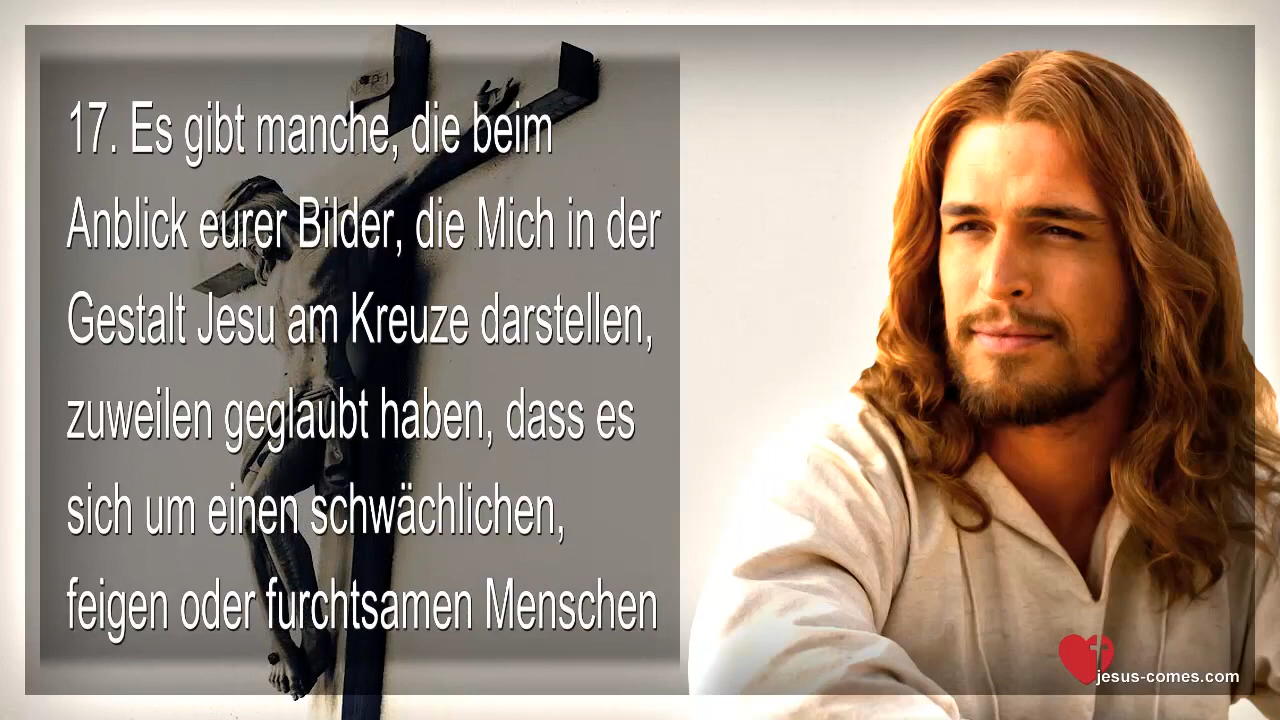 17. Es gibt manche, die beim
Anblick eurer Bilder, die Mich in der
Gestalt Jesu am Kreuze darstellen,
zuweilen geglaubt haben, dass es
sich um einen schwächlichen,
feigen oder furchtsamen Menschen
jesus-comes.com